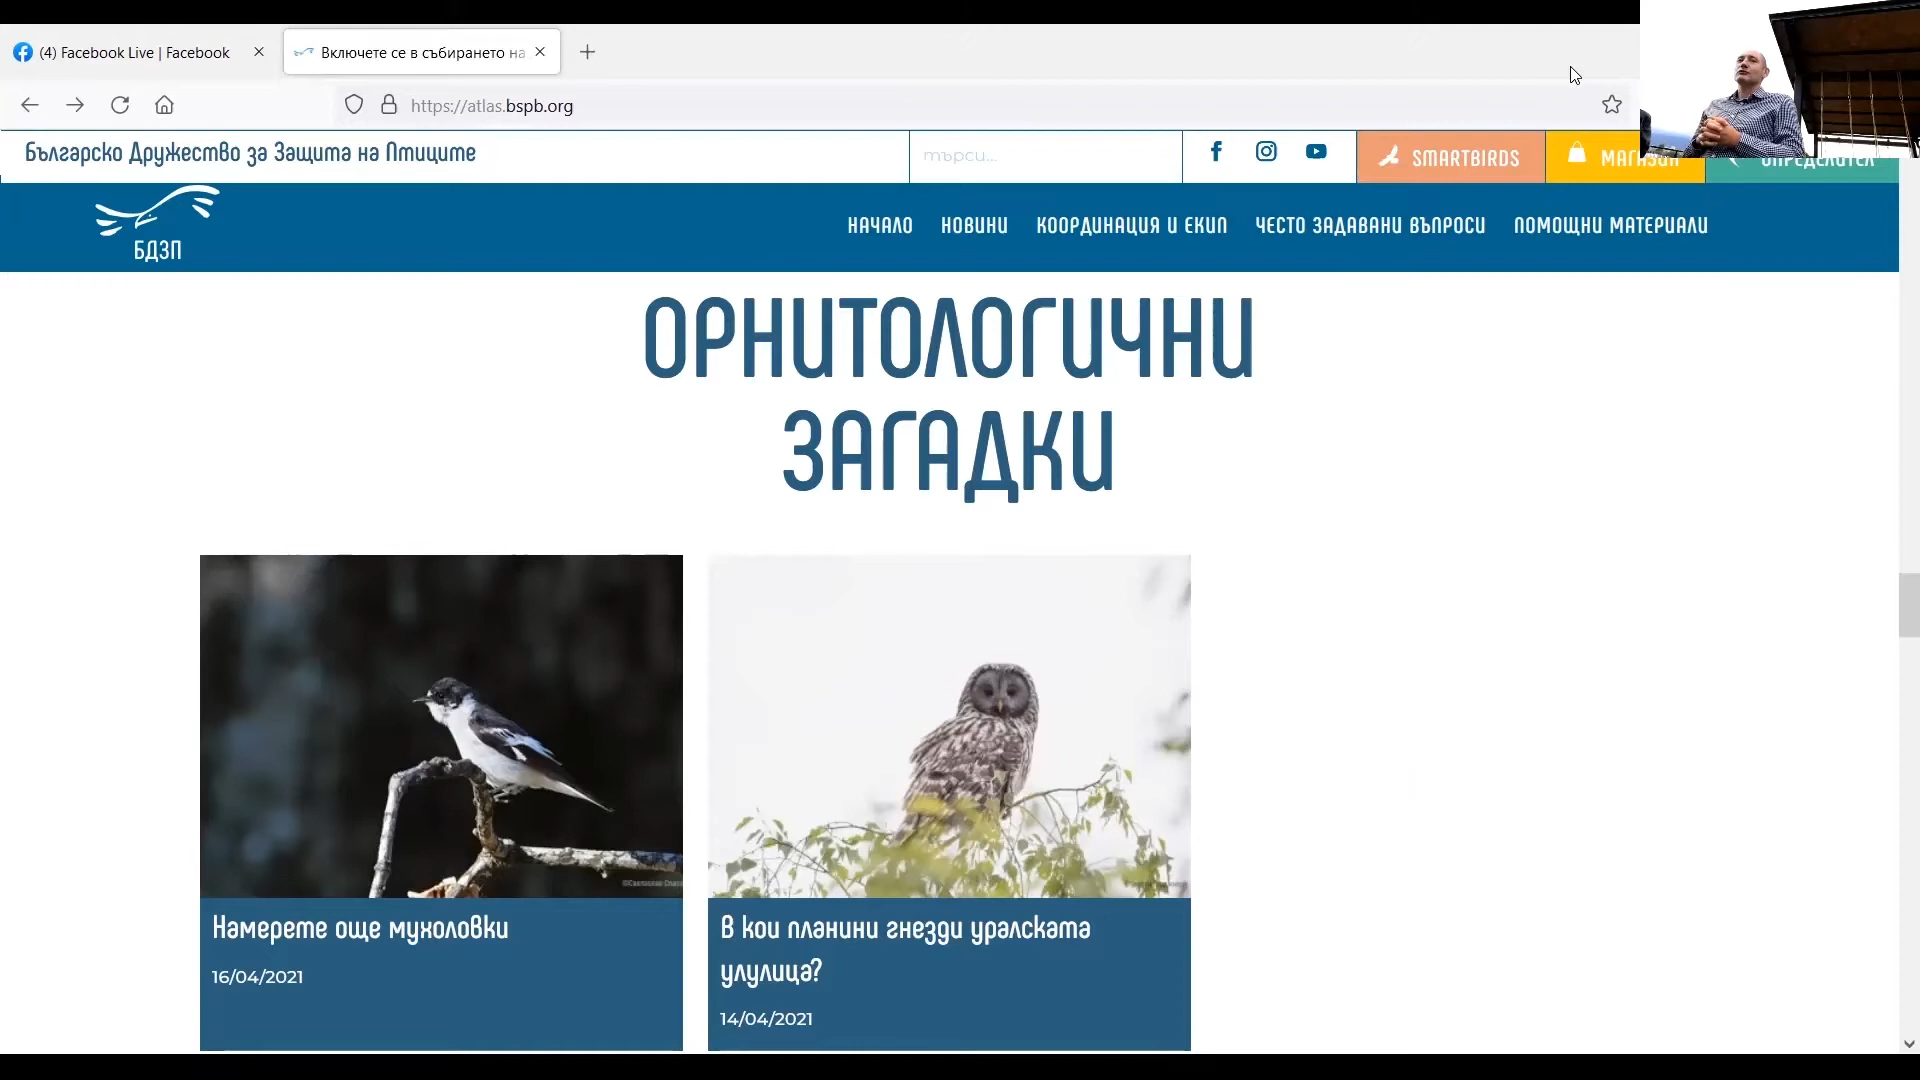 (4) Facebook Live | Facebook
Включете се в събирането на
https://atlas.bspb.org
Българско Дружество за Защита на Птиците
търси...
SMARTBIRDS
МАГАЗИН
ОПРЕДЕЛИТЕЛ
БДЗП
НАЧАЛО
НОВИНИ
КООРДИНАЦИЯ И ЕКИП
ЧЕСТО ЗАДАВАНИ ВЪПРОСИ
ПОМОЩНИ МАТЕРИАЛИ
ОРНИТОЛОГИЧНИ
ЗАГАДКИ
Намерете още мухоловки
16/04/2021
В кои планини гнезди уралската
улулица?
14/04/2021